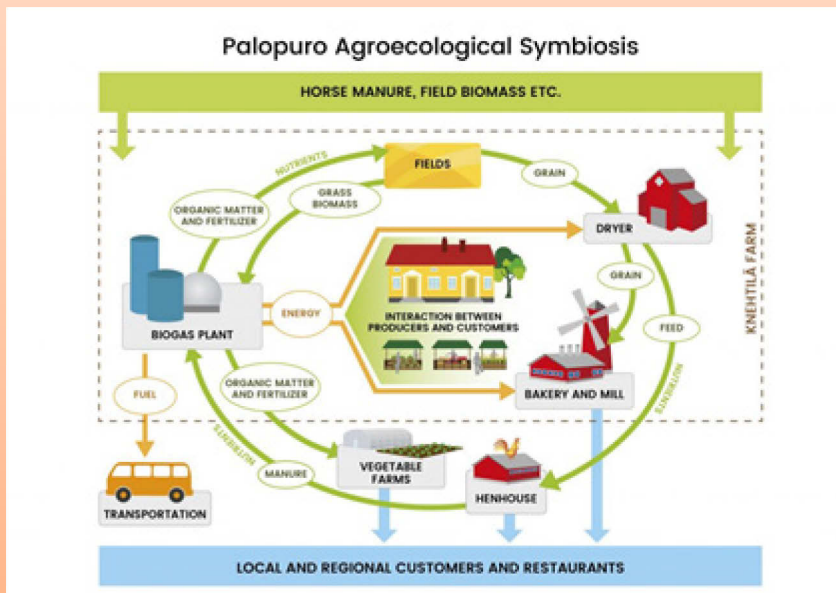 Palopuro Agroecological Symbiosis
HORSE MANURE, FIELD BIOMASS ETC.
NUTRIENTS
FIELDS
GRAIN
GRASS
BIOMASS
ORGANIC MATTER
AND FERTILIZER
DRYER
GRAIN
KNEHTILÄ FARM
ENERGY
INTERACTION BETWEEN
PRODUCERS AND CUSTOMERS
BIOGAS PLANT
FEED
FUEL
ORGANIC MATTER
AND FERTILIZER
BAKERY AND MILL
NUTRIENTS
NUTRIENTS
MANURE
VEGETABLE
FARMS
HENHOUSE
TRANSPORTATION
LOCAL AND REGIONAL CUSTOMERS AND RESTAURANTS